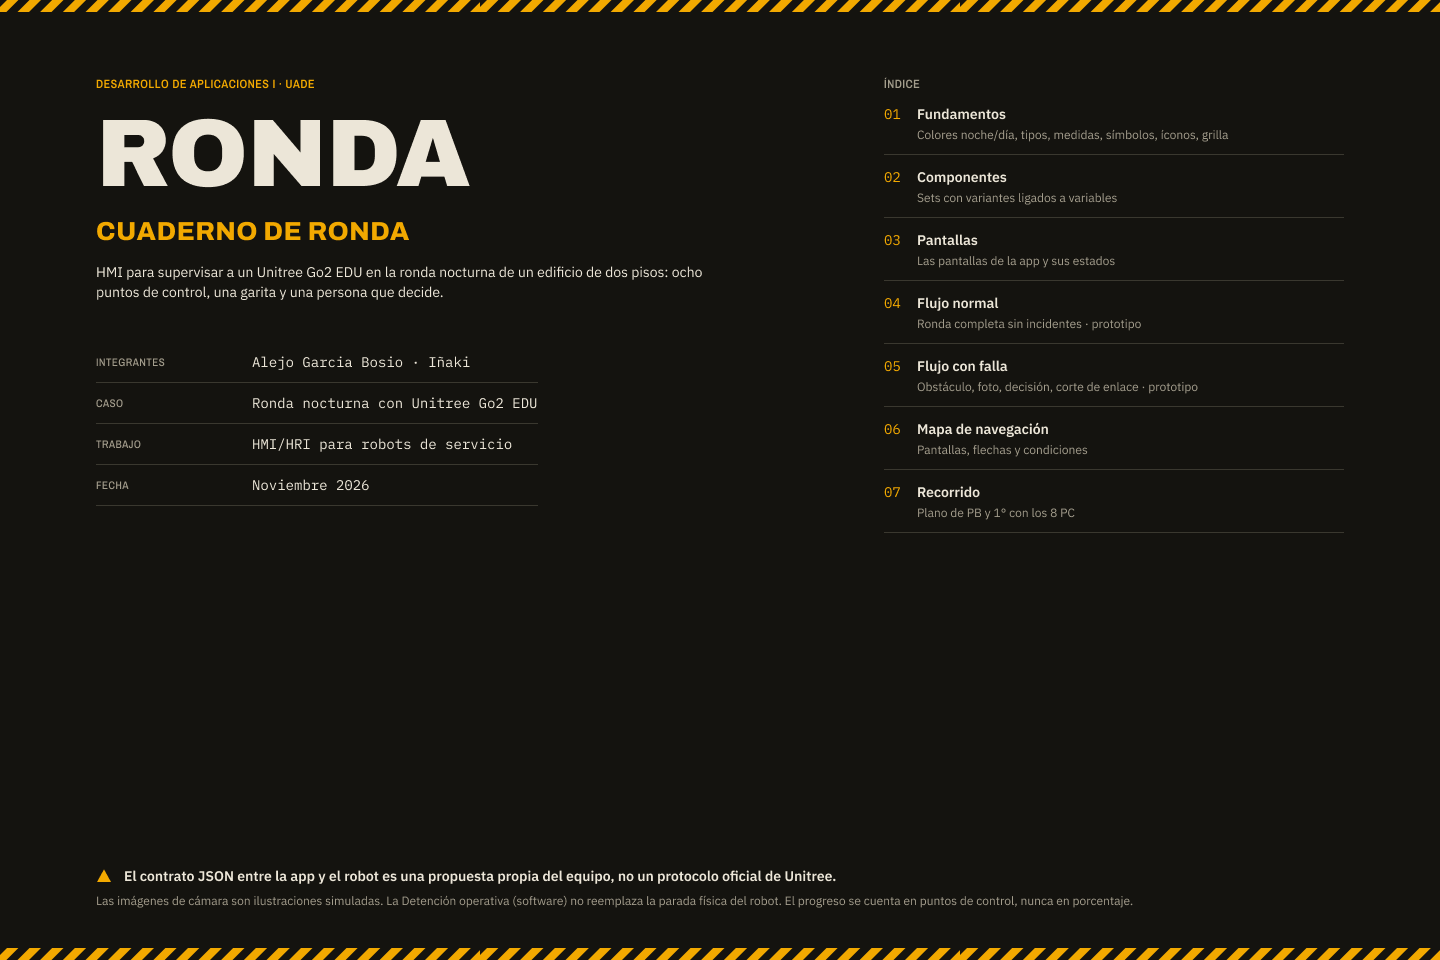 DESARROLLO DE APLICACIONES I · UADE
RONDA
CUADERNO DE RONDA
HMI para supervisar a un Unitree Go2 EDU en la ronda nocturna de un edificio de dos pisos: ocho
puntos de control, una garita y una persona que decide.
INTEGRANTES Alejo Garcia Bosio · Iñaki
CASO Ronda nocturna con Unitree Go2 EDU
TRABAJO HMI/HRI para robots de servicio
FECHA Noviembre 2026
ÍNDICE
01 Fundamentos
Colores noche/día, tipos, medidas, símbolos, íconos, grilla
02 Componentes
Sets con variantes ligados a variables
03 Pantallas
Las pantallas de la app y sus estados
04 Flujo normal
Ronda completa sin incidentes · prototipo
05 Flujo con falla
Obstáculo, foto, decisión, corte de enlace · prototipo
06 Mapa de navegación
Pantallas, flechas y condiciones
07 Recorrido
Plano de PB y 1° con los 8 PC
El contrato JSON entre la app y el robot es una propuesta propia del equipo, no un protocolo oficial de Unitree.
Las imágenes de cámara son ilustraciones simuladas. La Detención operativa (software) no reemplaza la parada física del robot. El progreso se cuenta en puntos de control, nunca en porcentaje.